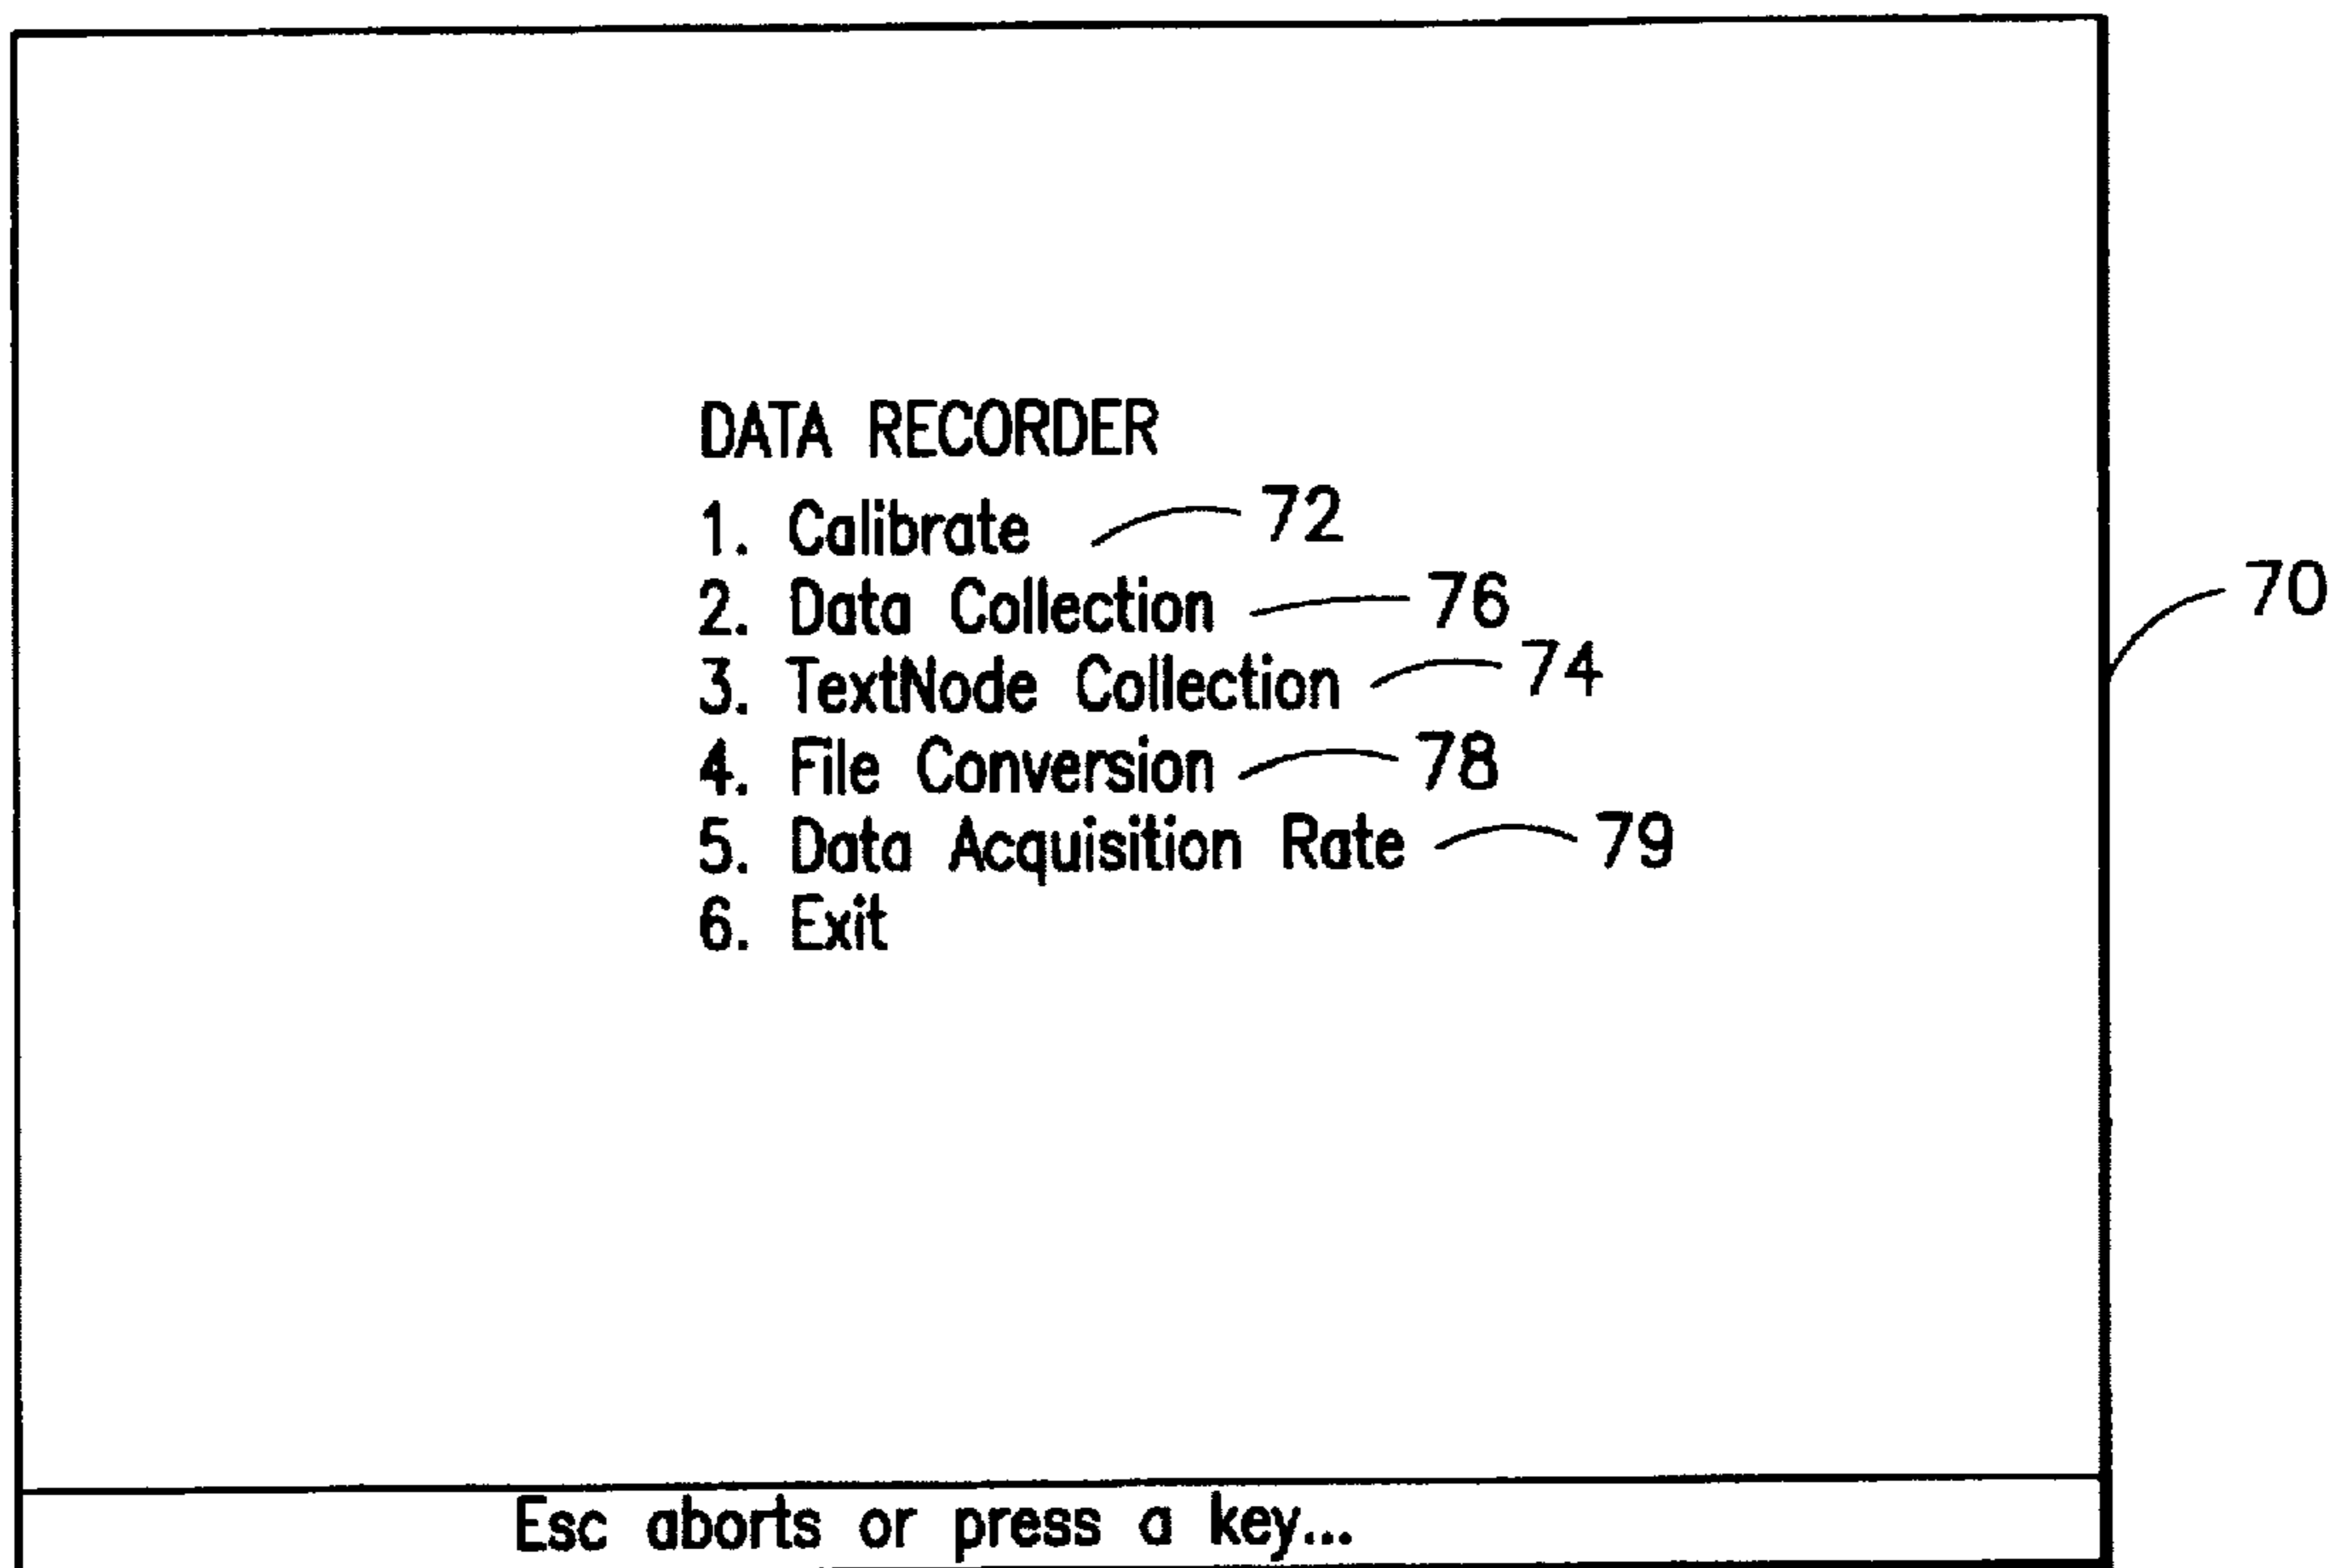 DATA RECORDER
1. Calibrate 72
2. Data Collection 76
3. TextNode Collection 74
4. File Conversion 78
5. Data Acquisition Rate 79
6. Exit
70
Esc aborts or press a key...